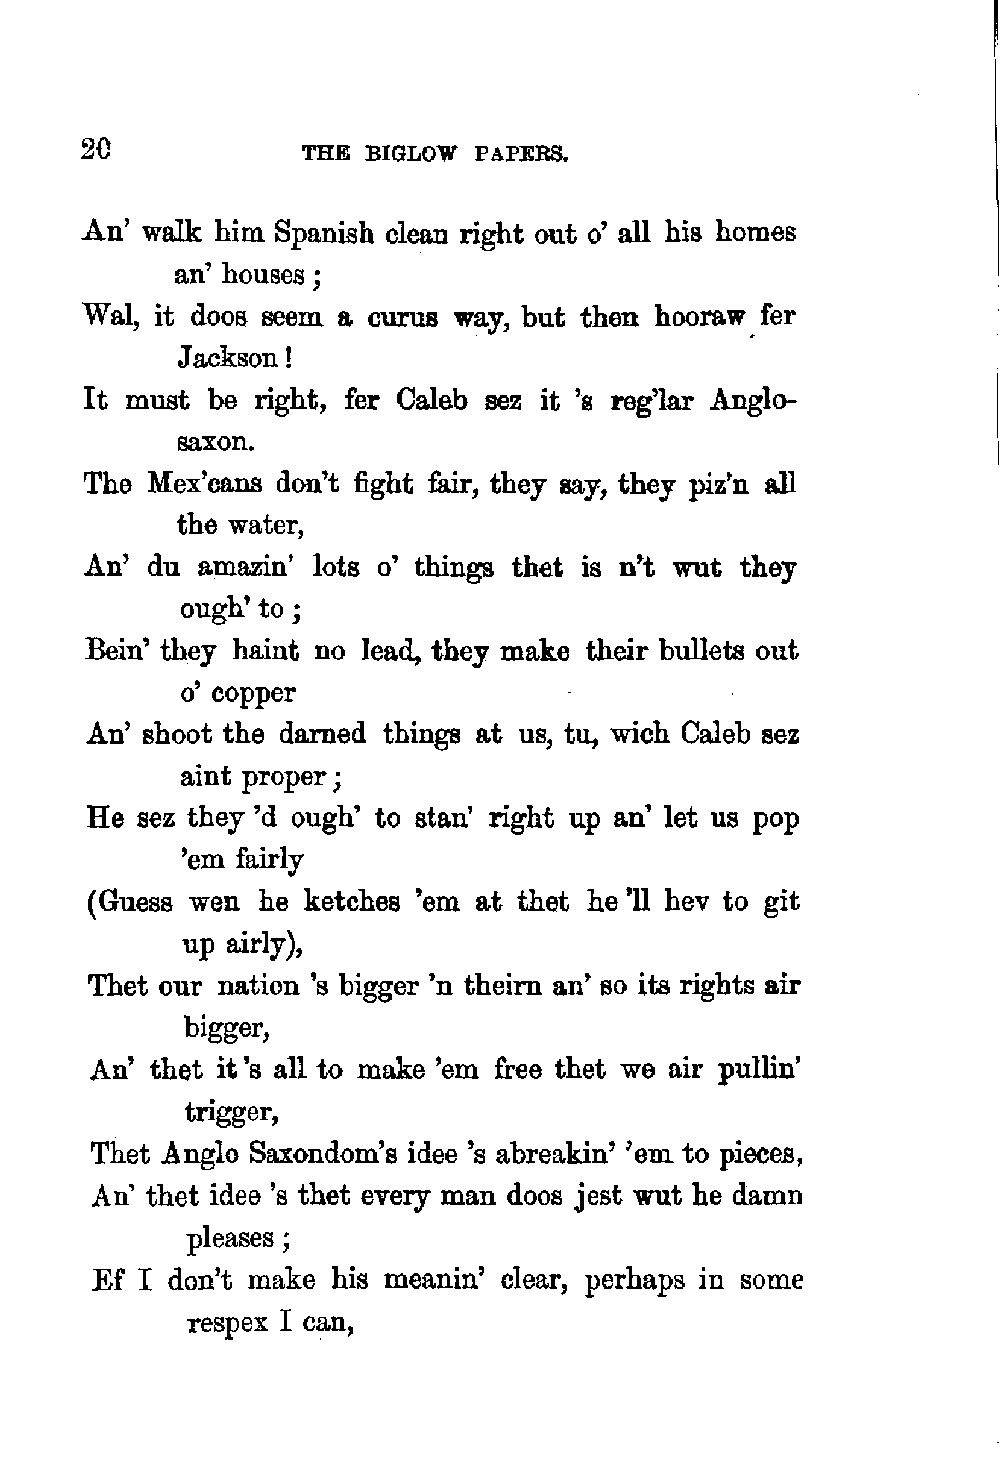 20 THE BIGLOW PAPERS.
An' walk him Spanish clean right out o' all his homes
an' houses;
Wal, it doos seem a curus way, but then hooraw fer
Jackson!
It must be right, fer Caleb sez it 's reg'lar Anglo-
saxon.
The Mex'cans don't fight fair, they say, they piz'n all
the water,
An' du amazin' lots o' things thet is n't wut they
ough' to;
Bein' they haint no lead, they make their bullets out
o' copper
An' shoot the darned things at us, tu, wich Caleb sez
aint proper;
He sez they 'd ough' to stan' right up an' let us pop
'em fairly
(Guess wen he ketches 'em at thet he 'll hev to git
up airly),
Thet our nation 's bigger 'n theirn an' so its rights air
bigger,
An' thet it 's all to make 'em free thet we air pullin'
trigger,
Thet Anglo Saxondom's idee 's abreakin' 'em to pieces,
An' thet idee 's thet every man doos jest wut he damn
pleases;
Ef I don't make his meanin' clear, perhaps in some
respex I can,